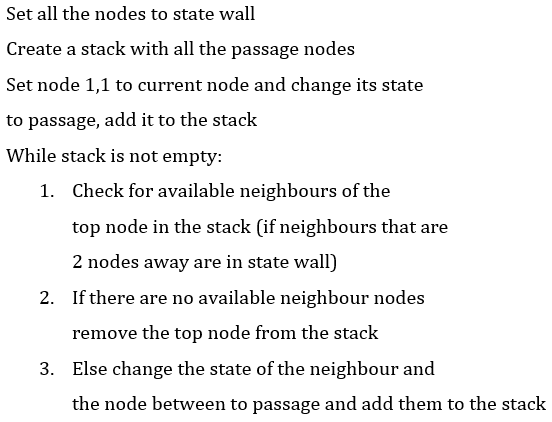 Set all the nodes to state wall
Create a stack with all the passage nodes
Set node 1,1 to current node and change its state
to passage, add it to the stack
While stack is not empty:
1. Check for available neighbours of the
top node in the stack (if neighbours that are
2 nodes away are in state wall)
2. If there are no available neighbour nodes
remove the top node from the stack
3. Else change the state of the neighbour and
the node between to passage and add them to the stack